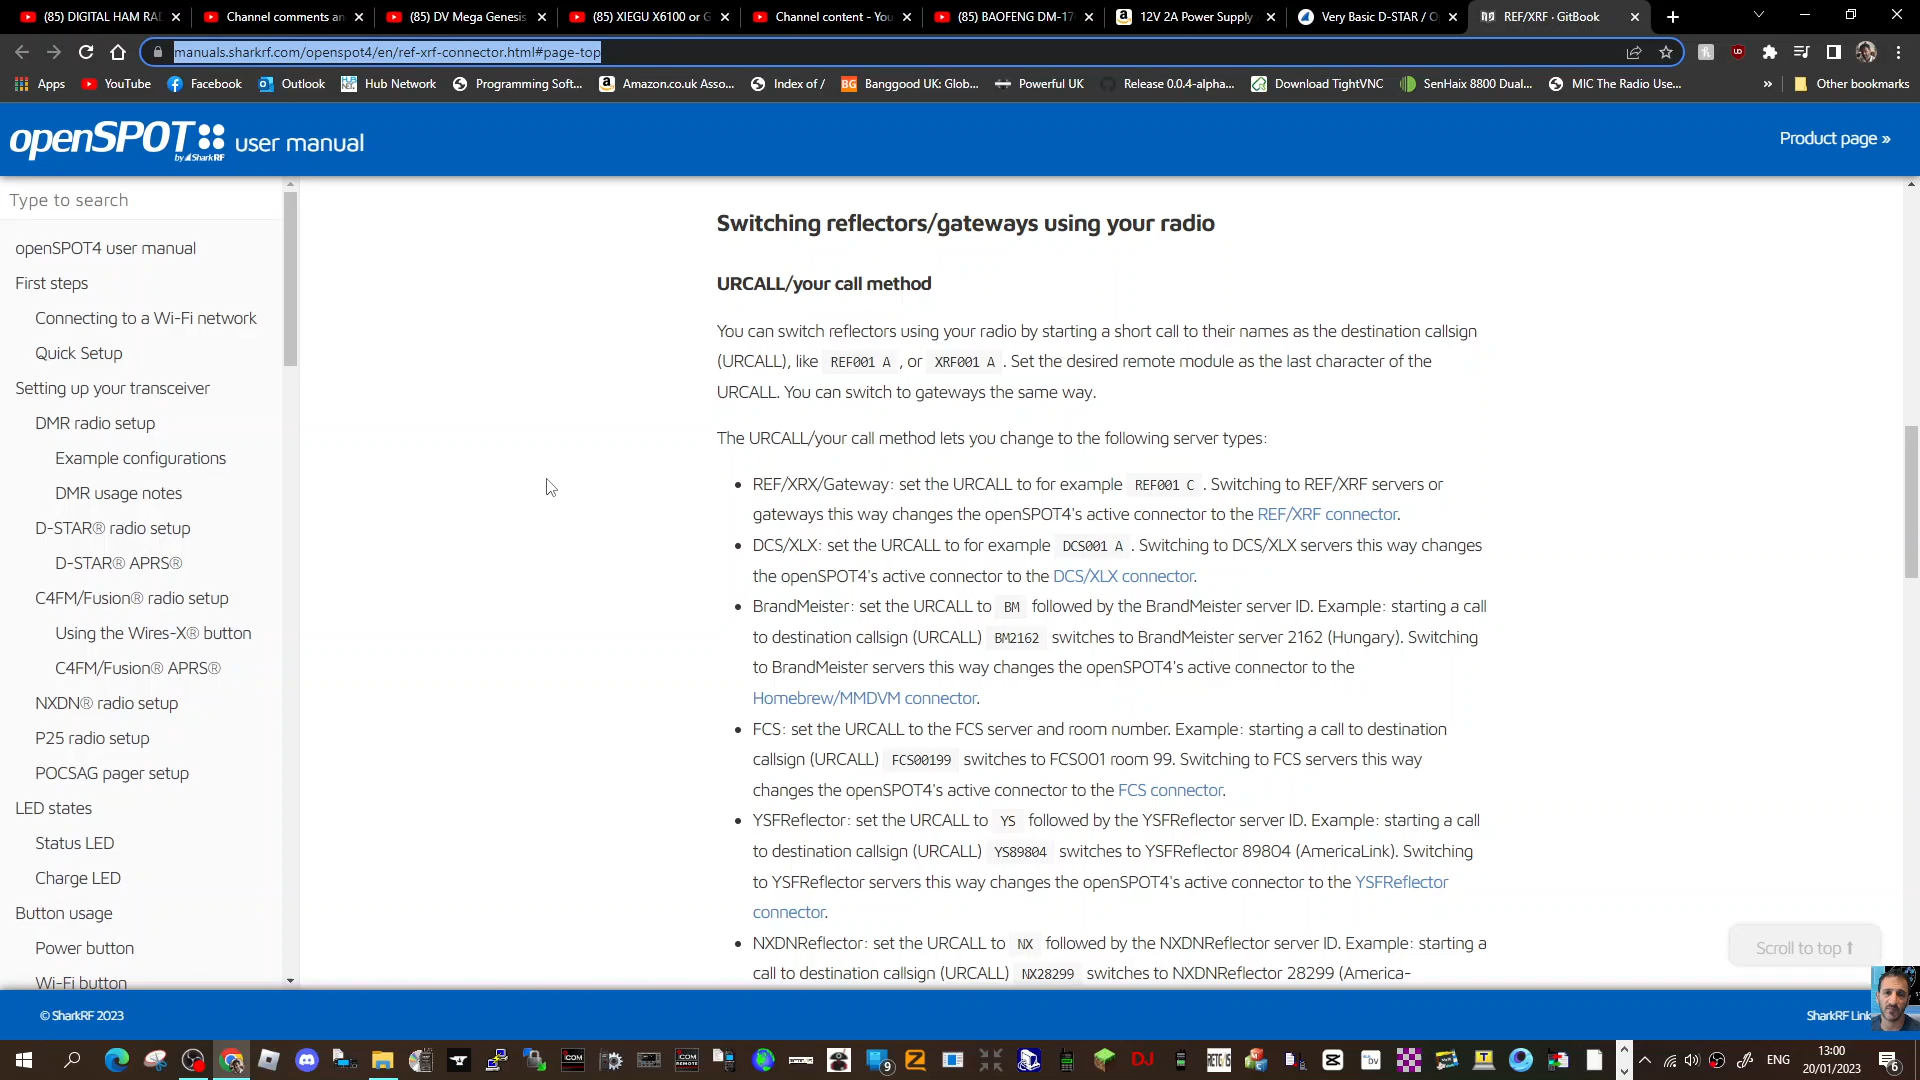 (85) DIGITAL HAM RA
Channel comments an
(85) DV Mega Genesis
(85) XIEGU X6100 or G
Channel content - You
(85) BAOFENG DM-17
12V 2A Power Supply
Very Basic D-STAR / O
REF/XRF · GitBook
manuals.sharkrf.com/openspot4/en/ref-xrf-connector.html#page-top
Apps
YouTube
Facebook
Outlook
Hub Network
Programming Soft...
Amazon.co.uk Asso...
Index of /
Banggood UK: Glob...
Powerful UK
Release 0.0.4-alpha...
Download TightVNC
SenHaix 8800 Dual...
MIC The Radio Use...
»
Other bookmarks
openSPOT user manual
by SharkRF
Product page »
Type to search
openSPOT4 user manual
First steps
Connecting to a Wi-Fi network
Quick Setup
Setting up your transceiver
DMR radio setup
Example configurations
DMR usage notes
D-STAR® radio setup
D-STAR® APRS®
C4FM/Fusion® radio setup
Using the Wires-X® button
C4FM/Fusion® APRS®
NXDN® radio setup
P25 radio setup
POCSAG pager setup
LED states
Status LED
Charge LED
Button usage
Power button
Wi-Fi button
Switching reflectors/gateways using your radio
URCALL/your call method
You can switch reflectors using your radio by starting a short call to their names as the destination callsign
(URCALL), like REF001 A , or XRF001 A . Set the desired remote module as the last character of the
URCALL. You can switch to gateways the same way.
The URCALL/your call method lets you change to the following server types:
• REF/XRX/Gateway: set the URCALL to for example REF001 C . Switching to REF/XRF servers or
gateways this way changes the openSPOT4's active connector to the REF/XRF connector.
• DCS/XLX: set the URCALL to for example DCS001 A . Switching to DCS/XLX servers this way changes
the openSPOT4's active connector to the DCS/XLX connector.
• BrandMeister: set the URCALL to BM followed by the BrandMeister server ID. Example: starting a call
to destination callsign (URCALL) BM2162 switches to BrandMeister server 2162 (Hungary). Switching
to BrandMeister servers this way changes the openSPOT4's active connector to the
Homebrew/MMDVM connector.
• FCS: set the URCALL to the FCS server and room number. Example: starting a call to destination
callsign (URCALL) FCS00199 switches to FCS001 room 99. Switching to FCS servers this way
changes the openSPOT4's active connector to the FCS connector.
• YSFReflector: set the URCALL to YS followed by the YSFReflector server ID. Example: starting a call
to destination callsign (URCALL) YS89804 switches to YSFReflector 89804 (AmericaLink). Switching
to YSFReflector servers this way changes the openSPOT4's active connector to the YSFReflector
connector.
• NXDNReflector: set the URCALL to NX followed by the NXDNReflector server ID. Example: starting a
call to destination callsign (URCALL) NX28299 switches to NXDNReflector 28299 (America-
Scroll to top
© SharkRF 2023
SharkRF Link
ENG
13:00
20/01/2023